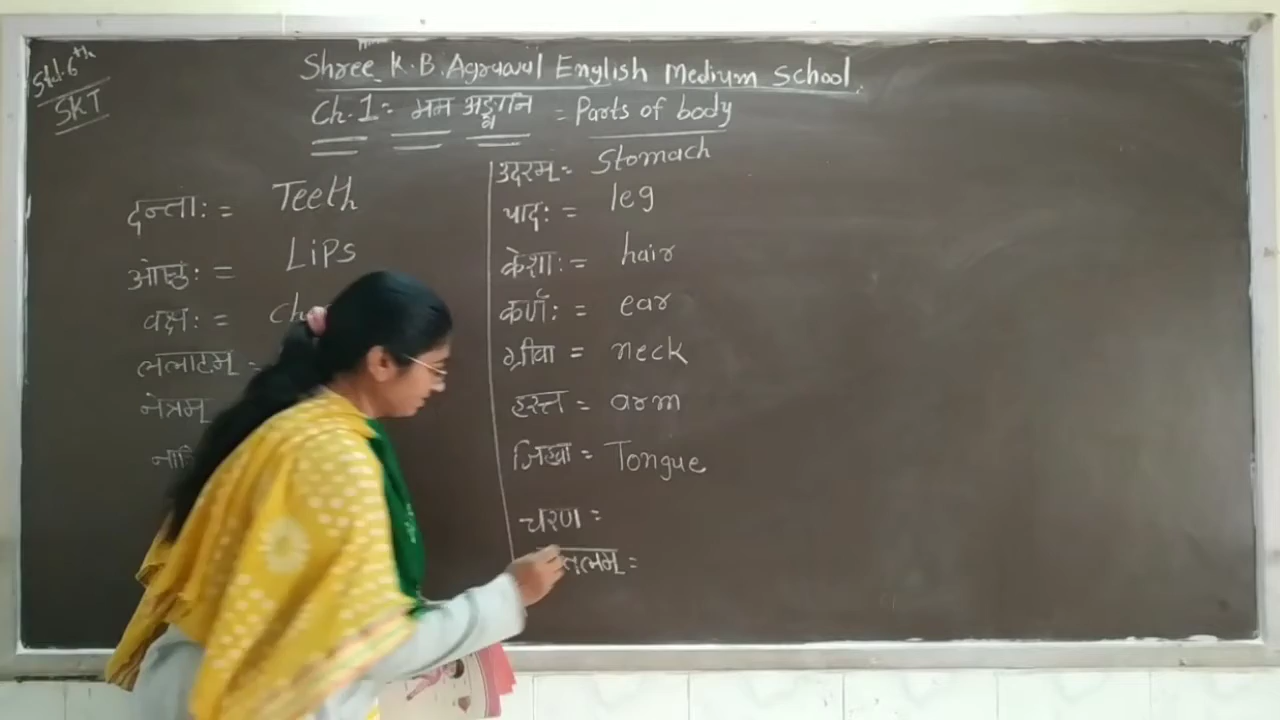 Std. 6th
SKT
Shree K. B. Agrawal English Medium School.
Ch. 1 = मम अङ्गानि = Parts of body
दन्ताः = Teeth
ओष्ठः = Lips
वक्षः =
ललाटम् =
नेत्रम्
उदरम् = Stomach
पादः = leg
केशाः = hair
कर्णः = ear
ग्रीवा = neck
हस्त = arm
जिह्वा = Tongue
चरण =
तलम् =